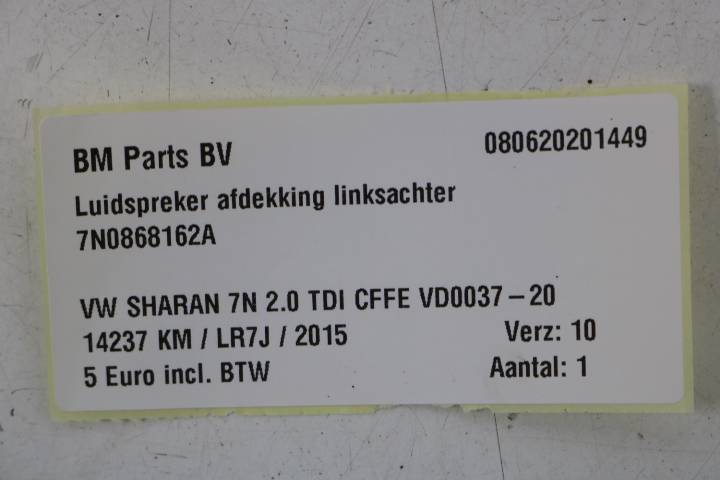 BM Parts BV 080620201449
Luidspreker afdekking linksachter
7N0868162A
VW SHARAN 7N 2.0 TDI CFFE VD0037 – 20
14237 KM / LR7J / 2015 Verz: 10
5 Euro incl. BTW Aantal: 1